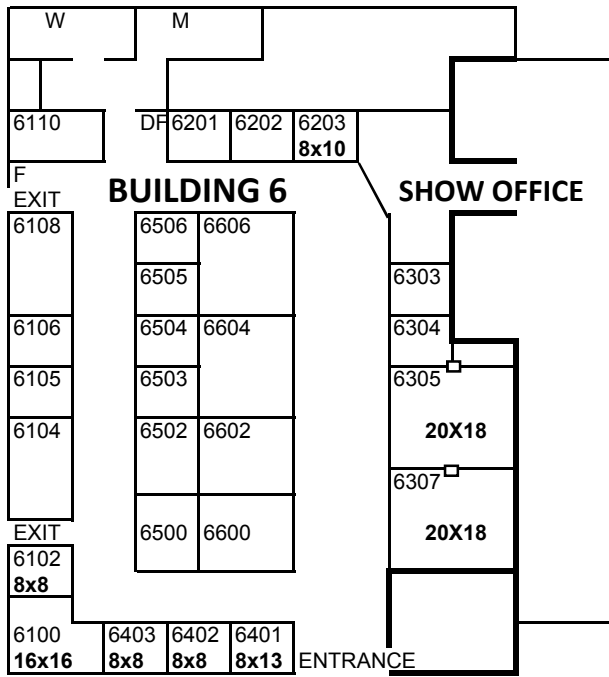 W M
6110 DF 6201 6202 6203
8x10
F
EXIT
BUILDING 6 SHOW OFFICE
6108 6506 6606
6505 6303
6106 6504 6604 6304
6105 6503 6305
6104 6502 6602 20X18
6307
EXIT 6500 6600 20X18
6102
8x8
6100 6403 6402 6401
16x16 8x8 8x8 8x13 ENTRANCE